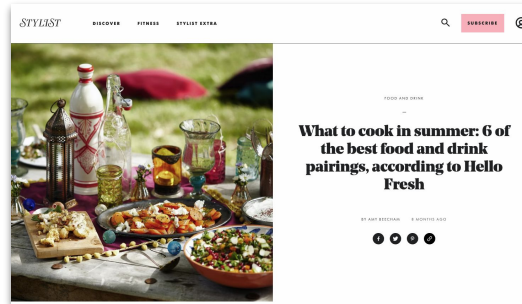 STYLIST
DISCOVER FITNESS STYLIST EXTRA
SUBSCRIBE
FOOD AND DRINK
What to cook in summer: 6 of
the best food and drink
pairings, according to Hello
Fresh
BY AMY BEECHAM 8 MONTHS AGO